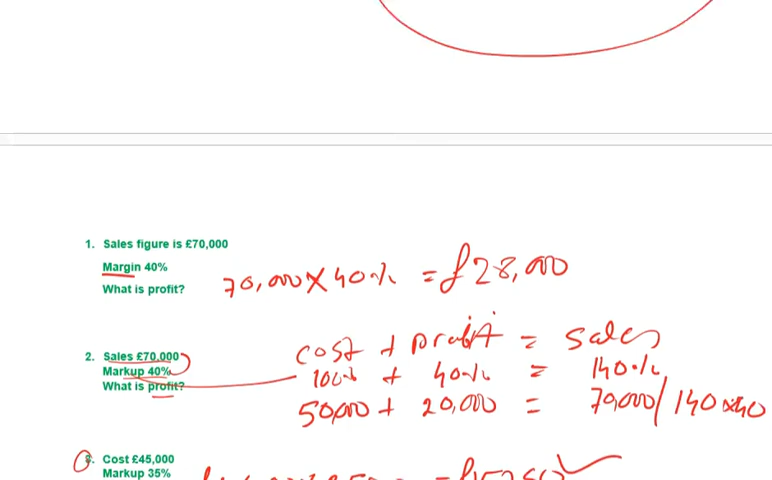 1. Sales figure is £70,000
Margin 40%
What is profit?
70,000 X 40% = £28,000
2. Sales £70,000
Markup 40%
What is profit?
cost + profit = sales
100% + 40% = 140%
50,000 + 20,000 = 70,000/140 x 40
Cost £45,000
Markup 35%